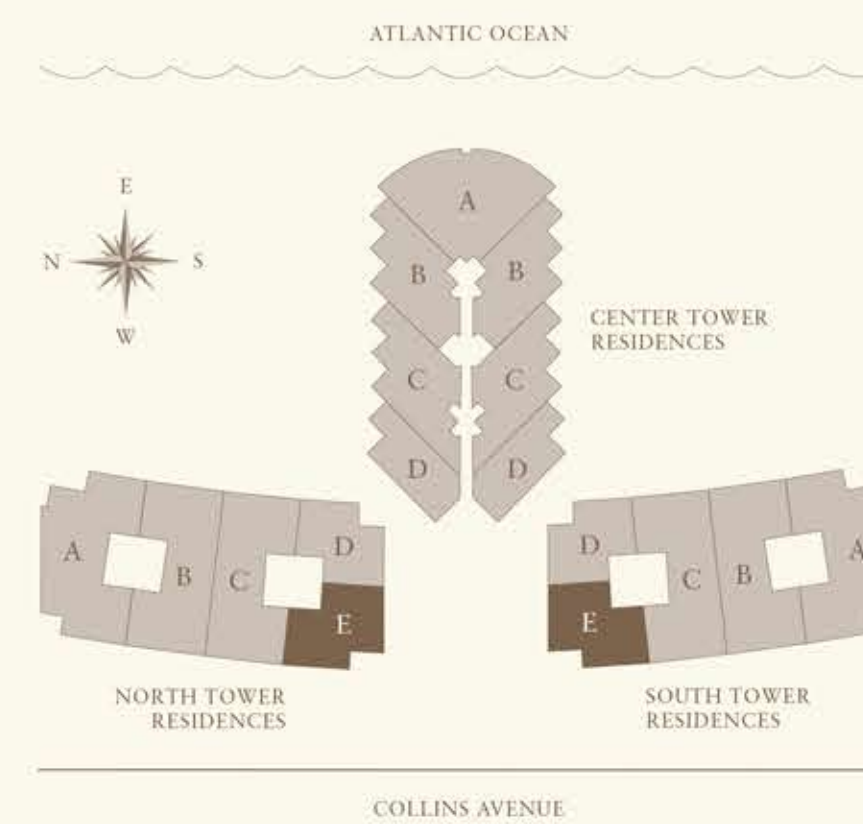 ATLANTIC OCEAN
E
N
S
W
A
B
B
CENTER TOWER
RESIDENCES
C
C
D
D
A
B
C
D
E
D
E
C
B
A
NORTH TOWER
RESIDENCES
SOUTH TOWER
RESIDENCES
COLLINS AVENUE